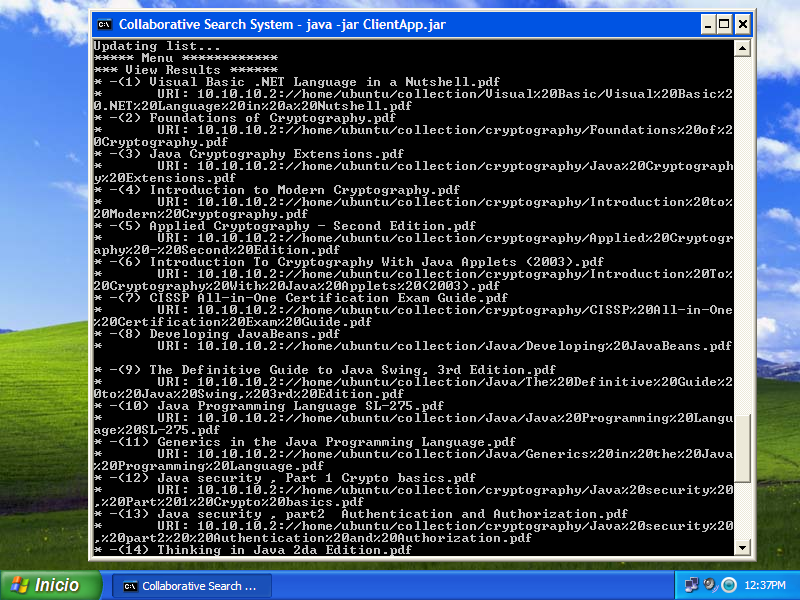 Collaborative Search System - java -jar ClientApp.jar
Updating list...
***** Menu ************
*** View Results ******
* -(1) Visual Basic .NET Language in a Nutshell.pdf
* URI: 10.10.10.2://home/ubuntu/collection/Visual%20Basic/Visual%20Basic%2
0.NET%20Language%20in%20a%20Nutshell.pdf
* -(2) Foundations of Cryptography.pdf
* URI: 10.10.10.2://home/ubuntu/collection/cryptography/Foundations%20of%2
0Cryptography.pdf
* -(3) Java Cryptography Extensions.pdf
* URI: 10.10.10.2://home/ubuntu/collection/cryptography/Java%20Cryptograph
y%20Extensions.pdf
* -(4) Introduction to Modern Cryptography.pdf
* URI: 10.10.10.2://home/ubuntu/collection/cryptography/Introduction%20to%
20Modern%20Cryptography.pdf
* -(5) Applied Cryptography - Second Edition.pdf
* URI: 10.10.10.2://home/ubuntu/collection/cryptography/Applied%20Cryptogr
aphy%20-%20Second%20Edition.pdf
* -(6) Introduction To Cryptography With Java Applets (2003).pdf
* URI: 10.10.10.2://home/ubuntu/collection/cryptography/Introduction%20To%
20Cryptography%20With%20Java%20Applets%20(2003).pdf
* -(7) CISSP All-in-One Certification Exam Guide.pdf
* URI: 10.10.10.2://home/ubuntu/collection/cryptography/CISSP%20All-in-One
%20Certification%20Exam%20Guide.pdf
* -(8) Developing JavaBeans.pdf
* URI: 10.10.10.2://home/ubuntu/collection/Java/Developing%20JavaBeans.pdf
* -(9) The Definitive Guide to Java Swing, 3rd Edition.pdf
* URI: 10.10.10.2://home/ubuntu/collection/Java/The%20Definitive%20Guide%2
0to%20Java%20Swing,%203rd%20Edition.pdf
* -(10) Java Programming Language SL-275.pdf
* URI: 10.10.10.2://home/ubuntu/collection/Java/Java%20Programming%20Langu
age%20SL-275.pdf
* -(11) Generics in the Java Programming Language.pdf
* URI: 10.10.10.2://home/ubuntu/collection/Java/Generics%20in%20the%20Java
%20Programming%20Language.pdf
* -(12) Java security , Part 1 Crypto basics.pdf
* URI: 10.10.10.2://home/ubuntu/collection/cryptography/Java%20security%20
,%20Part%201%20Crypto%20basics.pdf
* -(13) Java security , part2  Authentication and Authorization.pdf
* URI: 10.10.10.2://home/ubuntu/collection/cryptography/Java%20security%20
,%20part2%20%20Authentication%20and%20Authorization.pdf
* -(14) Thinking in Java 2da Edition.pdf
Inicio
Collaborative Search ...
12:37PM